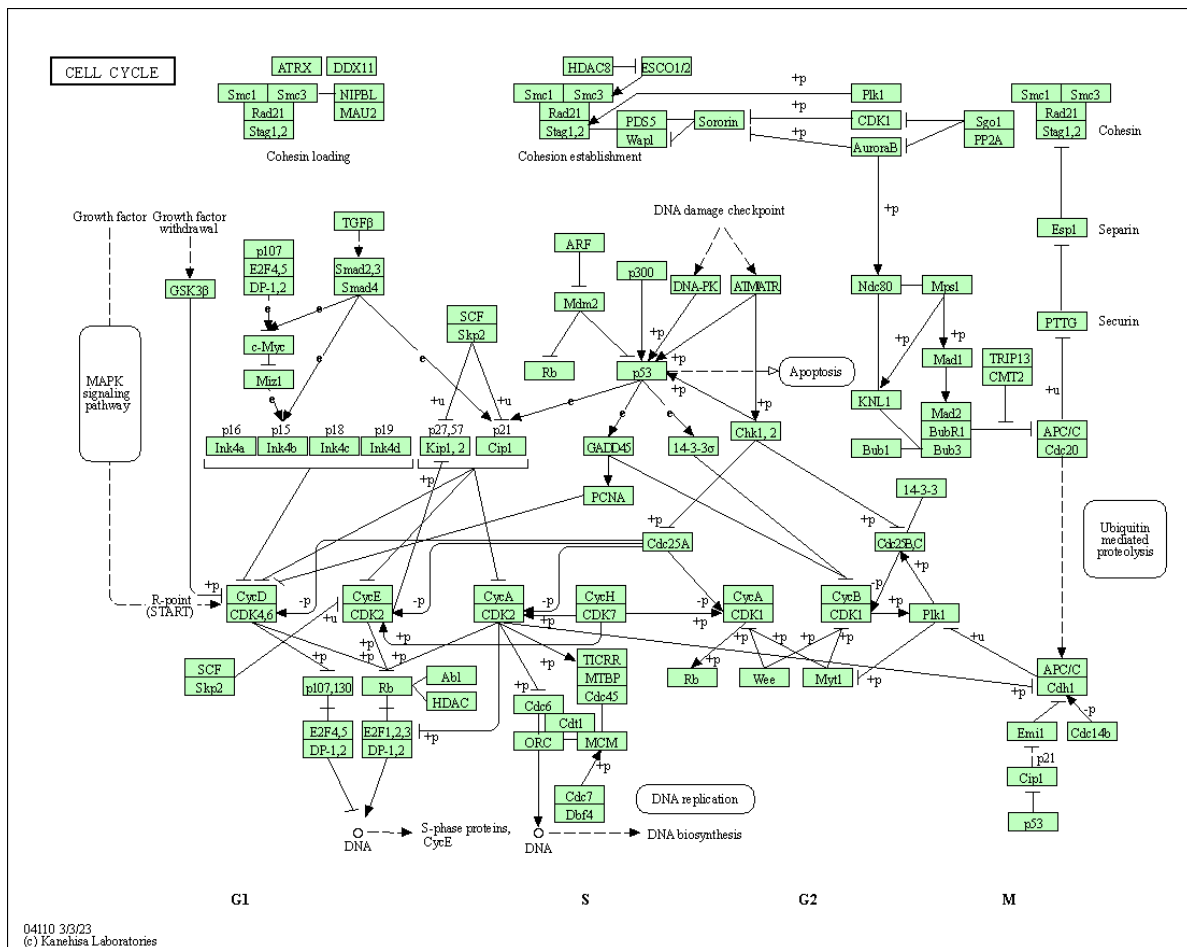 CELL CYCLE
ATRX
DDX11
Smc1
Smc3
NIPBL
Rad21
MAU2
Stag1,2
Cohesin loading
HDAC8
ESCO1/2
Smc1
Smc3
Rad21
Stag1,2
PDS5
Wapl
Sororin
Cohesion establishment
+p
Plk1
+p
CDK1
+p
AuroraB
Sgo1
PP2A
Smc1
Smc3
Rad21
Stag1,2
Cohesin
Growth factor
Growth factor
withdrawal
GSK3β
p107
E2F4,5
DP-1,2
TGFβ
Smad2,3
Smad4
e
e
e
e
c-Myc
Miz1
e
SCF
Skp2
+u
+u
ARF
Mdm2
Rb
p300
DNA damage checkpoint
DNA-PK
ATM
ATR
+p
+p
p53
+p
+p
Apoptosis
e
e
e
+p
Ndc80
Mps1
+p
+p
Mad1
KNL1
Mad2
BubR1
Bub3
Bub1
TRIP13
CMT2
Esp1
Separin
PTTG
Securin
+u
APC/C
Cdc20
MAPK
signaling
pathway
p16
Ink4a
p15
Ink4b
p18
Ink4c
p19
Ink4d
p27,57
Kip1, 2
p21
Cip1
+p
GADD45
14-3-3σ
Chk1, 2
PCNA
14-3-3
+p
+p
Cdc25A
Cdc25B,C
Ubiquitin
mediated
proteolysis
R-point
(START)
+p
CycD
CDK4,6
-p
CycE
CDK2
-p
CycA
CDK2
-p
CycH
CDK7
-p
CycA
CDK1
CycB
CDK1
-p
+p
+p
Plk1
+u
+u
+p
+p
+p
+p
+p
+p
+p
+p
+p
+p
+p
SCF
Skp2
p107,130
Rb
Abl
HDAC
+p
TICRR
MTBP
Cdc45
Rb
Wee
Myt1
+p
+p
APC/C
Cdh1
E2F4,5
DP-1,2
E2F1,2,3
DP-1,2
Cdc6
Cdt1
ORC
MCM
+p
Cdc7
Dbf4
Emi1
-p
Cdc14b
p21
Cip1
p53
DNA replication
DNA
S-phase proteins,
CycE
DNA
DNA biosynthesis
G1
S
G2
M
04110 3/3/23
(c) Kanehisa Laboratories